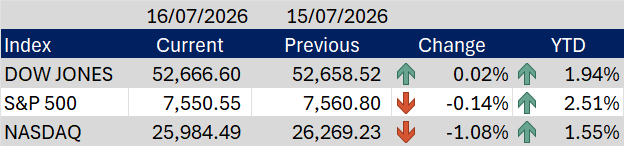 16/07/2026 15/07/2026
Index Current Previous Change YTD
DOW JONES 52,666.60 52,658.52 0.02% 1.94%
S&P 500 7,550.55 7,560.80 -0.14% 2.51%
NASDAQ 25,984.49 26,269.23 -1.08% 1.55%